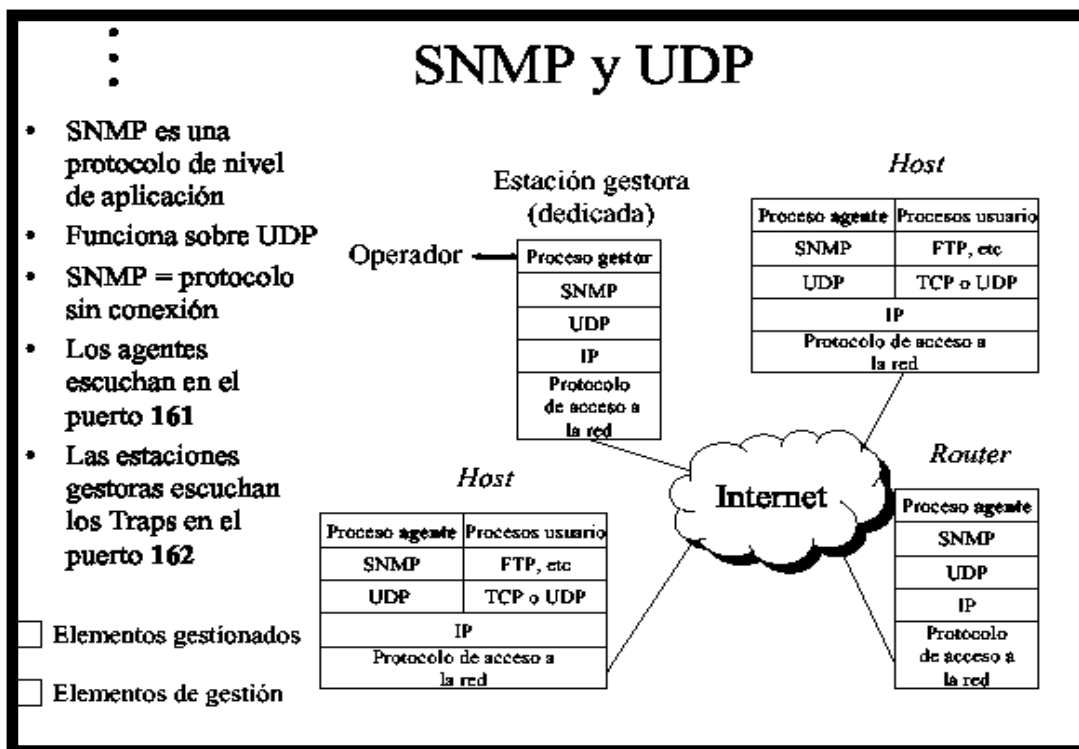 SNMP y UDP
• SNMP es una
protocolo de nivel
de aplicación
• Funciona sobre UDP
• SNMP = protocolo
sin conexión
• Los agentes
escuchan en el
puerto 161
• Las estaciones
gestoras escuchan
los Traps en el
puerto 162
Elementos gestionados
Elementos de gestión
Estación gestora
(dedicada)
Operador
Proceso gestor
SNMP
UDP
IP
Protocolo
de acceso a
la red
Host
Proceso agente Procesos usuario
SNMP FTP, etc
UDP TCP o UDP
IP
Protocolo de acceso a
la red
Internet
Host
Proceso agente Procesos usuario
SNMP FTP, etc
UDP TCP o UDP
IP
Protocolo de acceso a
la red
Router
Proceso agente
SNMP
UDP
IP
Protocolo
de acceso a
la red